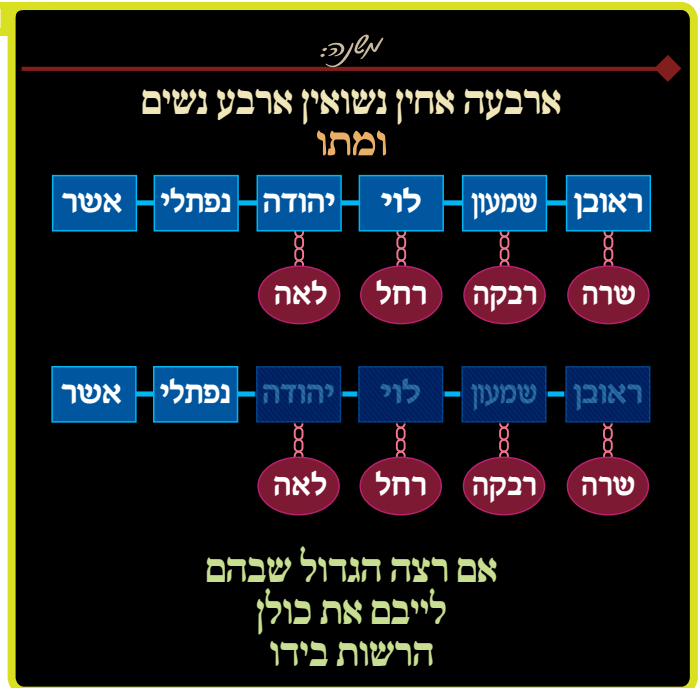 משנה:
ארבעה אחין נשואין ארבע נשים
ומתו
ראובן שמעון לוי יהודה נפתלי אשר
שרה רבקה רחל לאה
ראובן שמעון לוי יהודה נפתלי אשר
שרה רבקה רחל לאה
אם רצה הגדול שבהם
לייבם את כולן
הרשות בידו